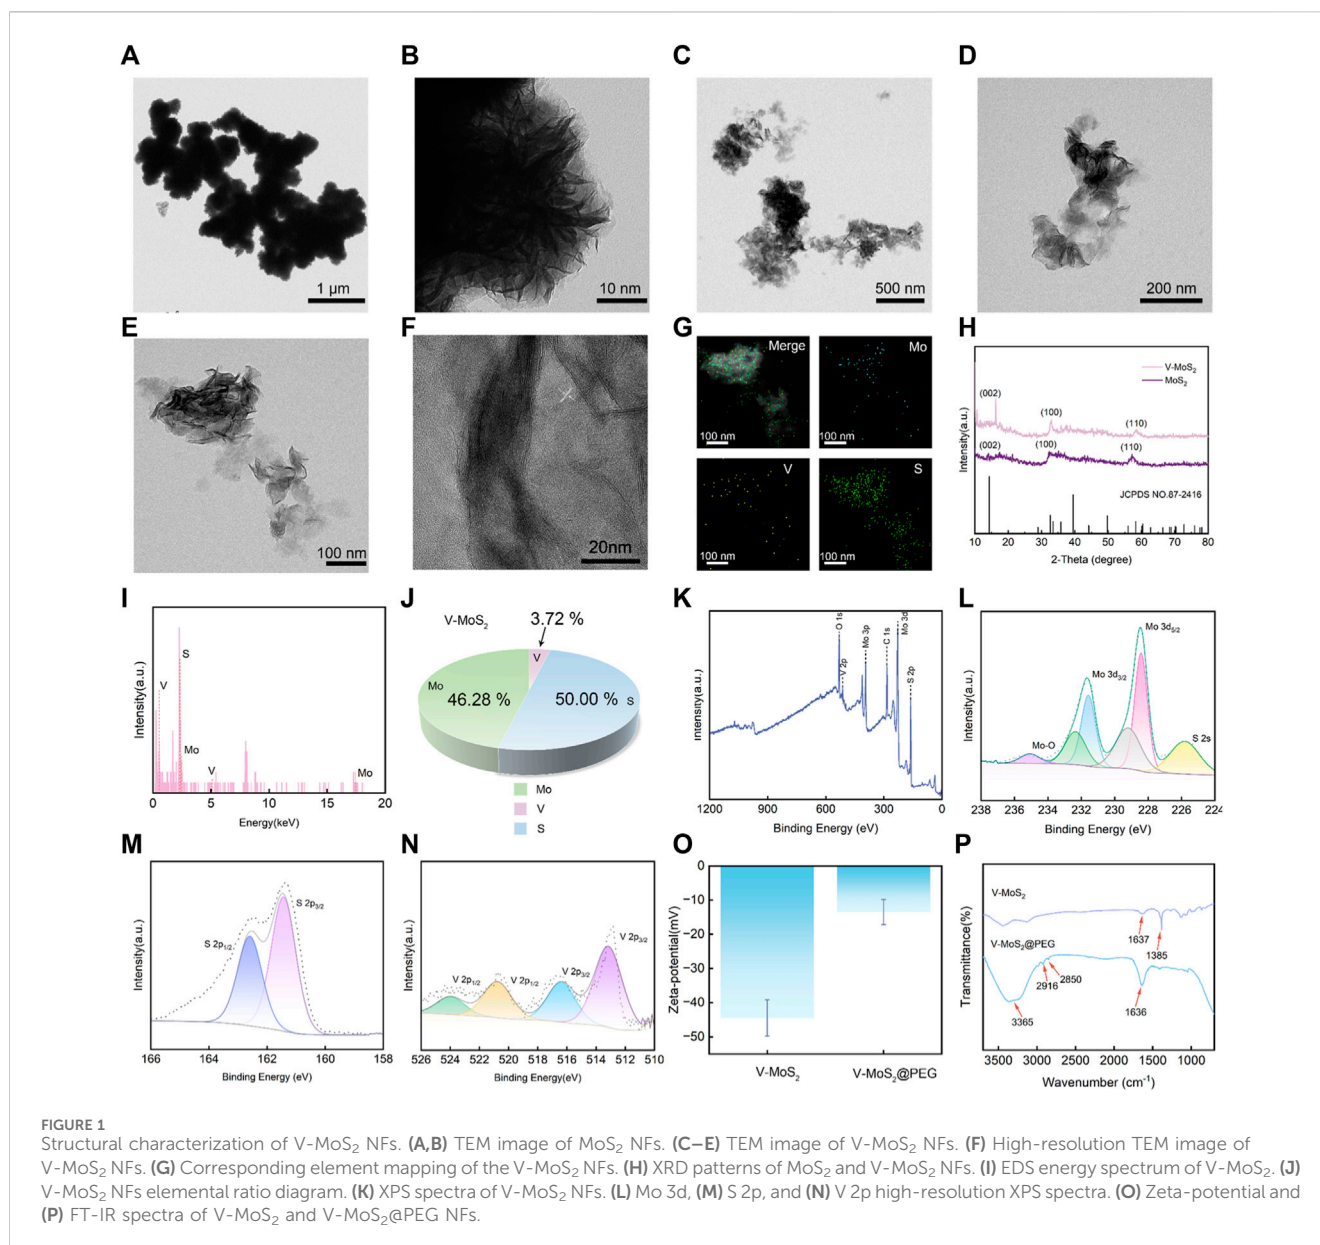 A
B
C
D
1 μm
10 nm
500 nm
200 nm
E
F
G
H
100 nm
20nm
Merge
100 nm
Mo
100 nm
V
100 nm
S
100 nm
V-MoS₂
MoS₂
(002)
(100)
(110)
(002)
(100)
(110)
JCPDS NO.87-2416
Intensity(a.u.)
10 20 30 40 50 60 70 80
2-Theta (degree)
I
J
K
L
Intensity(a.u.)
V
S
Mo
V
Mo
0 5 10 15 20
Energy(keV)
V-MoS₂
3.72 %
V
Mo
46.28 %
50.00 %
S
Mo
V
S
Intensity(a.u.)
O 1s
V 2p
Mo 3p
C 1s
Mo 3d
S 2p
1200 900 600 300 0
Binding Energy (eV)
Intensity(a.u.)
Mo 3d₅/₂
Mo 3d₃/₂
Mo-O
S 2s
238 236 234 232 230 228 226 224
Binding Energy (eV)
M
N
O
P
Intensity(a.u.)
S 2p₃/₂
S 2p₁/₂
166 164 162 160 158
Binding Energy (eV)
Intensity(a.u.)
V 2p₃/₂
V 2p₃/₂
V 2p₁/₂
V 2p₁/₂
526 524 522 520 518 516 514 512 510
Binding Energy(eV)
Zeta-potential(mV)
0
−10
−20
−30
−40
−50
V-MoS₂
V-MoS₂@PEG
Transmittance(%)
V-MoS₂
1637
1385
V-MoS₂@PEG
2916
2850
3365
1636
3000 2500 2000 1500 1000
Wavenumber (cm⁻¹)
FIGURE 1
Structural characterization of V-MoS₂ NFs. (A,B) TEM image of MoS₂ NFs. (C–E) TEM image of V-MoS₂ NFs. (F) High-resolution TEM image of
V-MoS₂ NFs. (G) Corresponding element mapping of the V-MoS₂ NFs. (H) XRD patterns of MoS₂ and V-MoS₂ NFs. (I) EDS energy spectrum of V-MoS₂. (J)
V-MoS₂ NFs elemental ratio diagram. (K) XPS spectra of V-MoS₂ NFs. (L) Mo 3d, (M) S 2p, and (N) V 2p high-resolution XPS spectra. (O) Zeta-potential and
(P) FT-IR spectra of V-MoS₂ and V-MoS₂@PEG NFs.